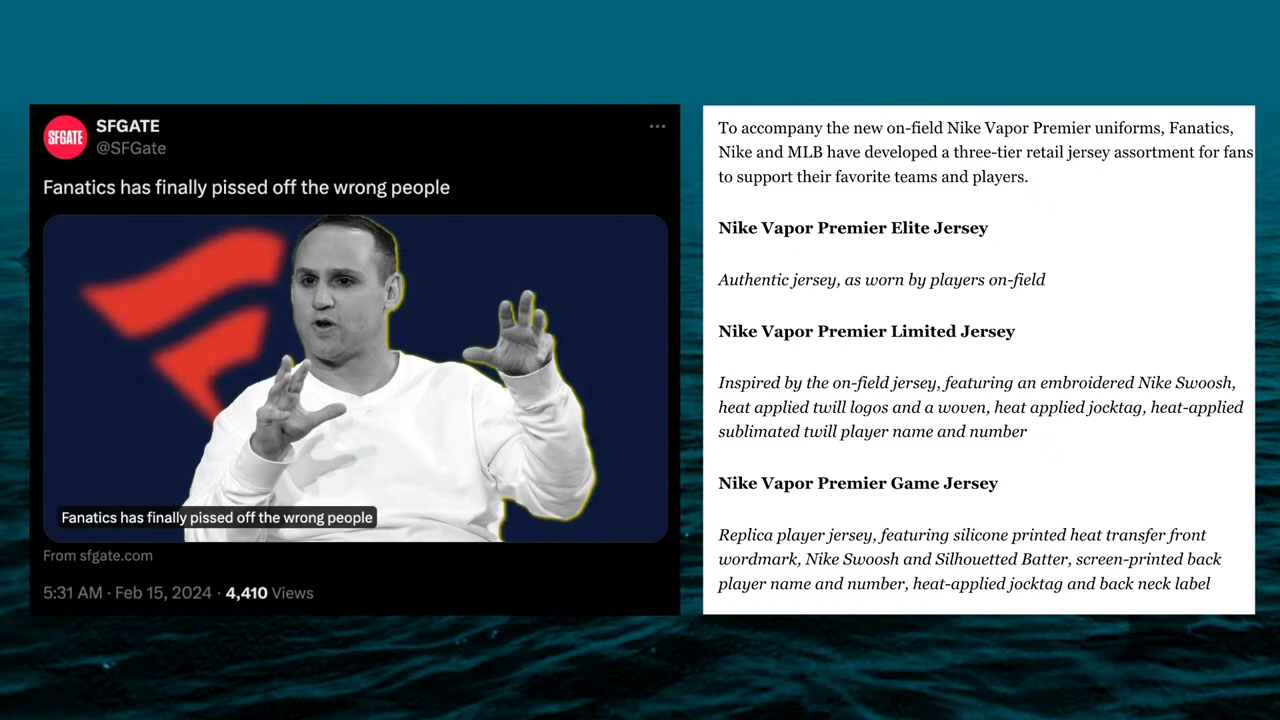 SFGATE
SFGATE
@SFGate
Fanatics has finally pissed off the wrong people
Fanatics has finally pissed off the wrong people
From sfgate.com
5:31 AM · Feb 15, 2024 · 4,410 Views
To accompany the new on-field Nike Vapor Premier uniforms, Fanatics,
Nike and MLB have developed a three-tier retail jersey assortment for fans
to support their favorite teams and players.
Nike Vapor Premier Elite Jersey
Authentic jersey, as worn by players on-field
Nike Vapor Premier Limited Jersey
Inspired by the on-field jersey, featuring an embroidered Nike Swoosh,
heat applied twill logos and a woven, heat applied jocktag, heat-applied
sublimated twill player name and number
Nike Vapor Premier Game Jersey
Replica player jersey, featuring silicone printed heat transfer front
wordmark, Nike Swoosh and Silhouetted Batter, screen-printed back
player name and number, heat-applied jocktag and back neck label